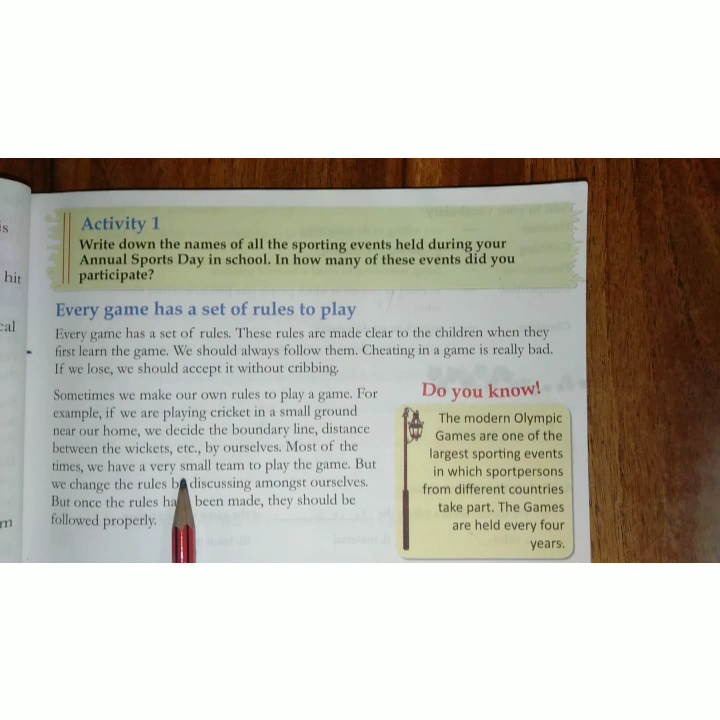 is
hit
cal
m
Activity 1
Write down the names of all the sporting events held during your
Annual Sports Day in school. In how many of these events did you
participate?
Every game has a set of rules to play
Every game has a set of rules. These rules are made clear to the children when they
first learn the game. We should always follow them. Cheating in a game is really bad.
If we lose, we should accept it without cribbing.
Sometimes we make our own rules to play a game. For
example, if we are playing cricket in a small ground
near our home, we decide the boundary line, distance
between the wickets, etc., by ourselves. Most of the
times, we have a very small team to play the game. But
we change the rules discussing amongst ourselves.
But once the rules been made, they should be
followed properly.
Do you know!
The modern Olympic
Games are one of the
largest sporting events
in which sportpersons
from different countries
take part. The Games
are held every four
years.